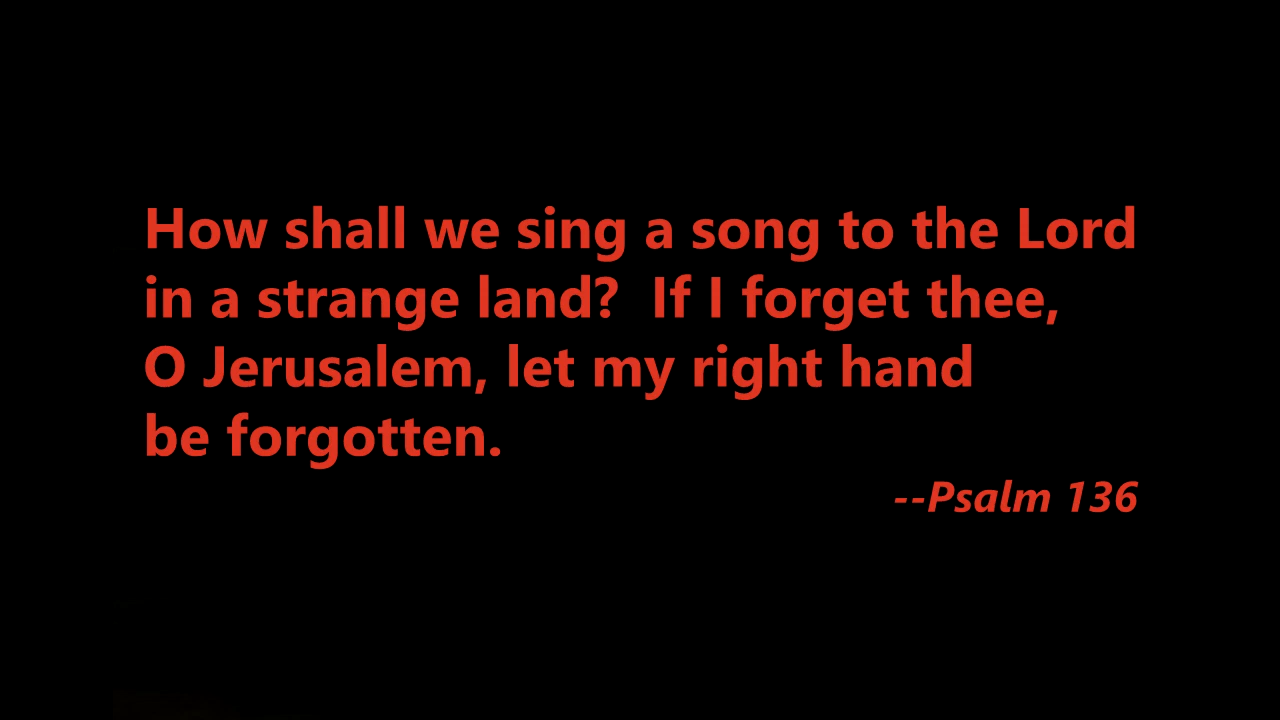 How shall we sing a song to the Lord
in a strange land?  If I forget thee,
O Jerusalem, let my right hand
be forgotten.
--Psalm 136